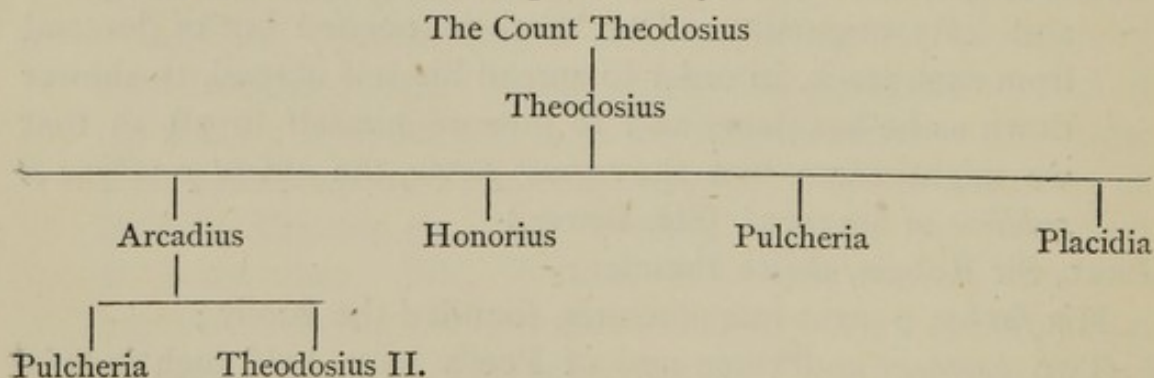 The Count Theodosius
Theodosius
Arcadius Honorius Pulcheria Placidia
Pulcheria Theodosius II.